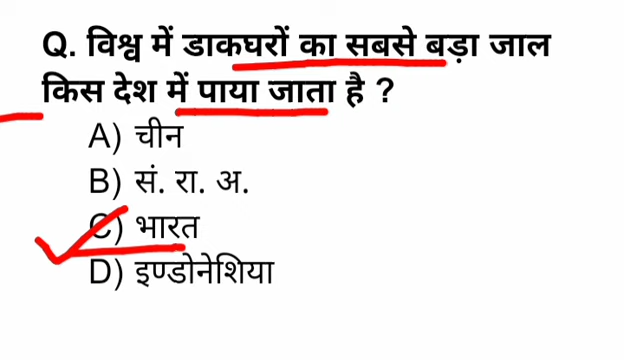 Q. विश्व में डाकघरों का सबसे बड़ा जाल
किस देश में पाया जाता है ?
A) चीन
B) सं. रा. अ.
C) भारत
D) इण्डोनेशिया